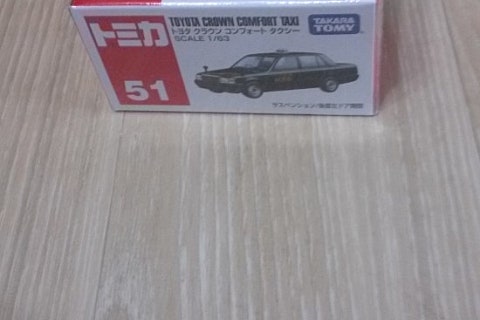 トミカ
51
TOYOTA CROWN COMFORT TAXI
トヨタ クラウン コンフォート タクシー
SCALE 1/63
TAKARA
TOMY
サスペンション/後席左ドア開閉